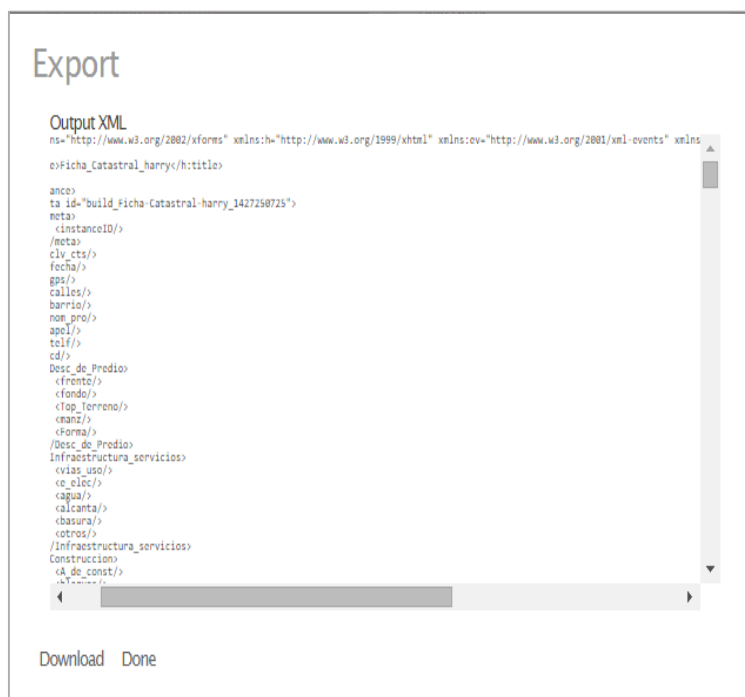 Export
Output XML
ns="http://www.w3.org/2002/xforms" xmlns:h="http://www.w3.org/1999/xhtml" xmlns:ev="http://www.w3.org/2001/xml-events" xmlns
e>Ficha_Catastral_harry</h:title>
ance>
ta id="build_Ficha-Catastral-harry_1427250725">
meta>
<instanceID/>
/meta>
clv_cts/>
fecha/>
gps/>
calles/>
barrio/>
nom_pro/>
apel/>
telf/>
cd/>
Desc_de_Predio>
<frente/>
<fondo/>
<Top_Terreno/>
<manz/>
<Forma/>
/Desc_de_Predio>
Infraestructura_servicios>
<vias_uso/>
<e_elec/>
<agua/>
<alcanta/>
<basura/>
<otros/>
/Infraestructura_servicios>
Construccion>
<A_de_const/>
Download Done